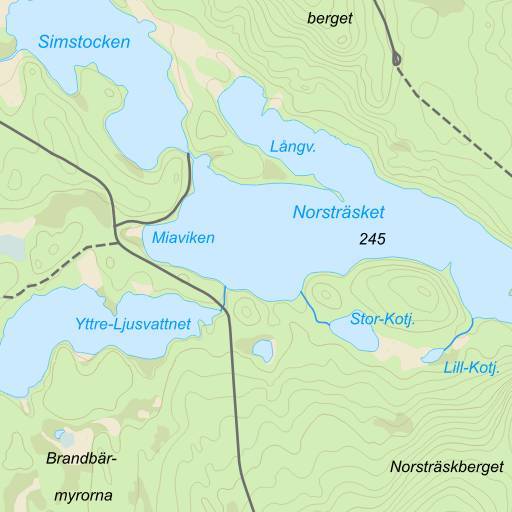 berget
Simstocken
Långv.
Norsträsket
245
Miaviken
Yttre-Ljusvattnet
Stor-Kotj.
Lill-Kotj.
Brandbär-
myrorna
Norsträskberget